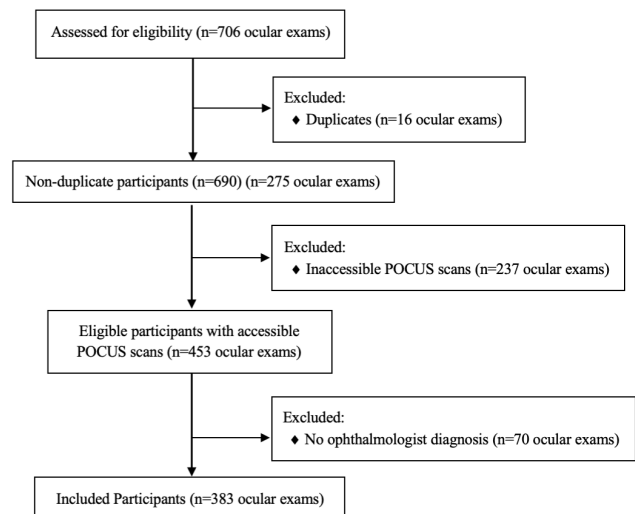 Assessed for eligibility (n=706 ocular exams)
Excluded:
♦ Duplicates (n=16 ocular exams)
Non-duplicate participants (n=690) (n=275 ocular exams)
Excluded:
♦ Inaccessible POCUS scans (n=237 ocular exams)
Eligible participants with accessible
POCUS scans (n=453 ocular exams)
Excluded:
♦ No ophthalmologist diagnosis (n=70 ocular exams)
Included Participants (n=383 ocular exams)